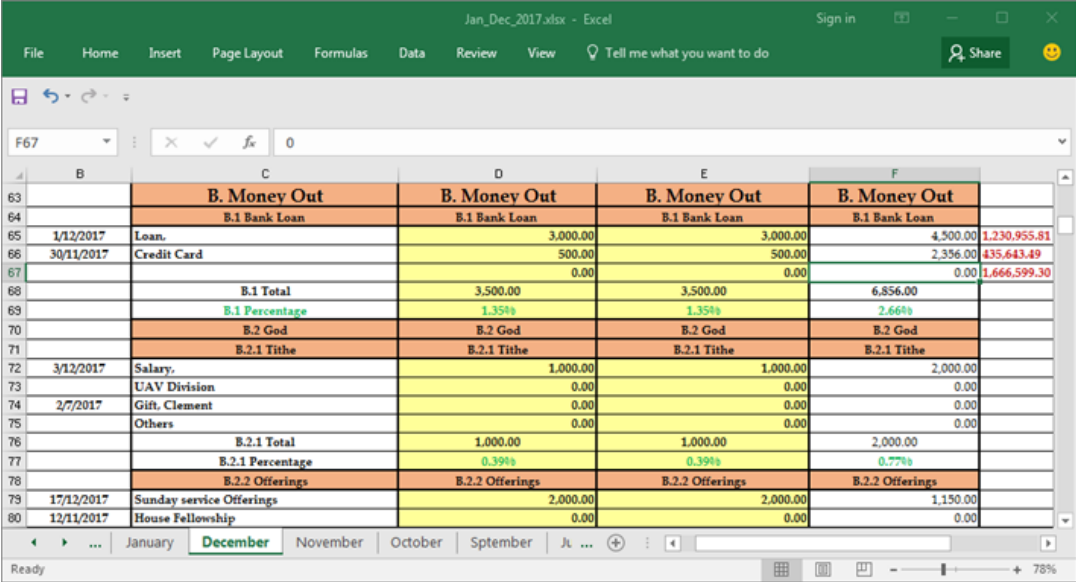 Jan_Dec_2017.xlsx - Excel Sign in
File Home Insert Page Layout Formulas Data Review View Tell me what you want to do Share
F67 fx 0
B C D E F
63 B. Money Out B. Money Out B. Money Out B. Money Out
64 B.1 Bank Loan B.1 Bank Loan B.1 Bank Loan B.1 Bank Loan
65 1/12/2017 Loan, 3,000.00 3,000.00 4,500.00 1,230,955.81
66 30/11/2017 Credit Card 500.00 500.00 2,356.00 435,643.49
67 0.00 0.00 0.00 1,666,599.30
68 B.1 Total 3,500.00 3,500.00 6,856.00
69 B.1 Percentage 1.35% 1.35% 2.66%
70 B.2 God B.2 God B.2 God B.2 God
71 B.2.1 Tithe B.2.1 Tithe B.2.1 Tithe B.2.1 Tithe
72 3/12/2017 Salary, 1,000.00 1,000.00 2,000.00
73 UAV Division 0.00 0.00 0.00
74 2/7/2017 Gift, Clement 0.00 0.00 0.00
75 Others 0.00 0.00 0.00
76 B.2.1 Total 1,000.00 1,000.00 2,000.00
77 B.2.1 Percentage 0.39% 0.39% 0.77%
78 B.2.2 Offerings B.2.2 Offerings B.2.2 Offerings B.2.2 Offerings
79 17/12/2017 Sunday service Offerings 2,000.00 2,000.00 1,150.00
80 12/11/2017 House Fellowship 0.00 0.00 0.00
... January December November October Sptember Ju ...
Ready 78%